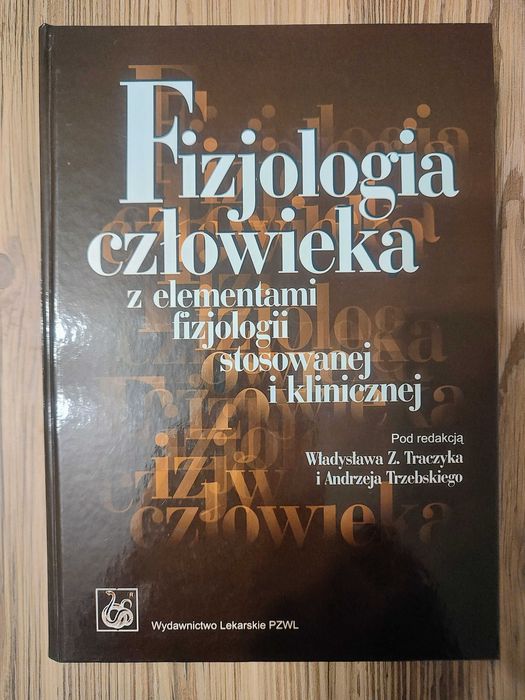 Fizjologia
człowieka
z elementami
fizjologii
stosowanej
i klinicznej
Pod redakcją
Władysława Z. Traczyka
i Andrzeja Trzebskiego
Wydawnictwo Lekarskie PZWL